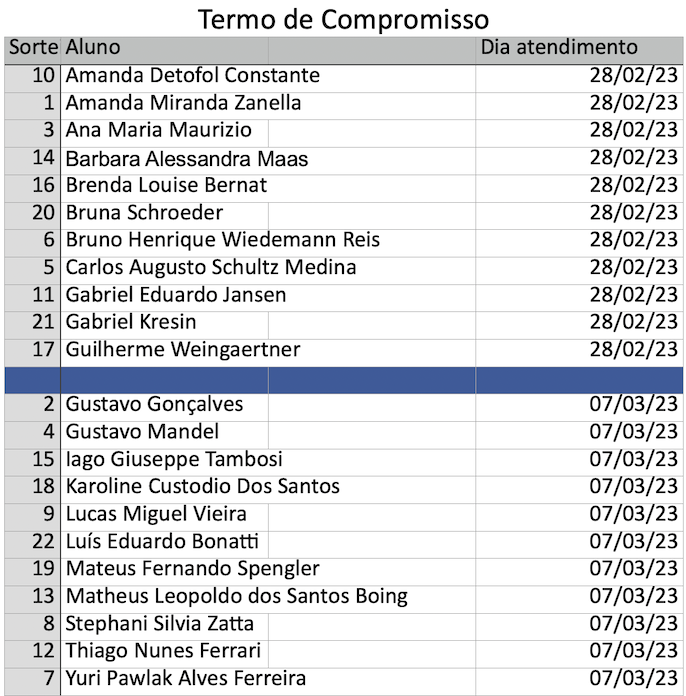 Termo de Compromisso
Sorte Aluno Dia atendimento
10 Amanda Detofol Constante 28/02/23
1 Amanda Miranda Zanella 28/02/23
3 Ana Maria Maurizio 28/02/23
14 Barbara Alessandra Maas 28/02/23
16 Brenda Louise Bernat 28/02/23
20 Bruna Schroeder 28/02/23
6 Bruno Henrique Wiedemann Reis 28/02/23
5 Carlos Augusto Schultz Medina 28/02/23
11 Gabriel Eduardo Jansen 28/02/23
21 Gabriel Kresin 28/02/23
17 Guilherme Weingaertner 28/02/23
2 Gustavo Gonçalves 07/03/23
4 Gustavo Mandel 07/03/23
15 Iago Giuseppe Tambosi 07/03/23
18 Karoline Custodio Dos Santos 07/03/23
9 Lucas Miguel Vieira 07/03/23
22 Luís Eduardo Bonatti 07/03/23
19 Mateus Fernando Spengler 07/03/23
13 Matheus Leopoldo dos Santos Boing 07/03/23
8 Stephani Silvia Zatta 07/03/23
12 Thiago Nunes Ferrari 07/03/23
7 Yuri Pawlak Alves Ferreira 07/03/23